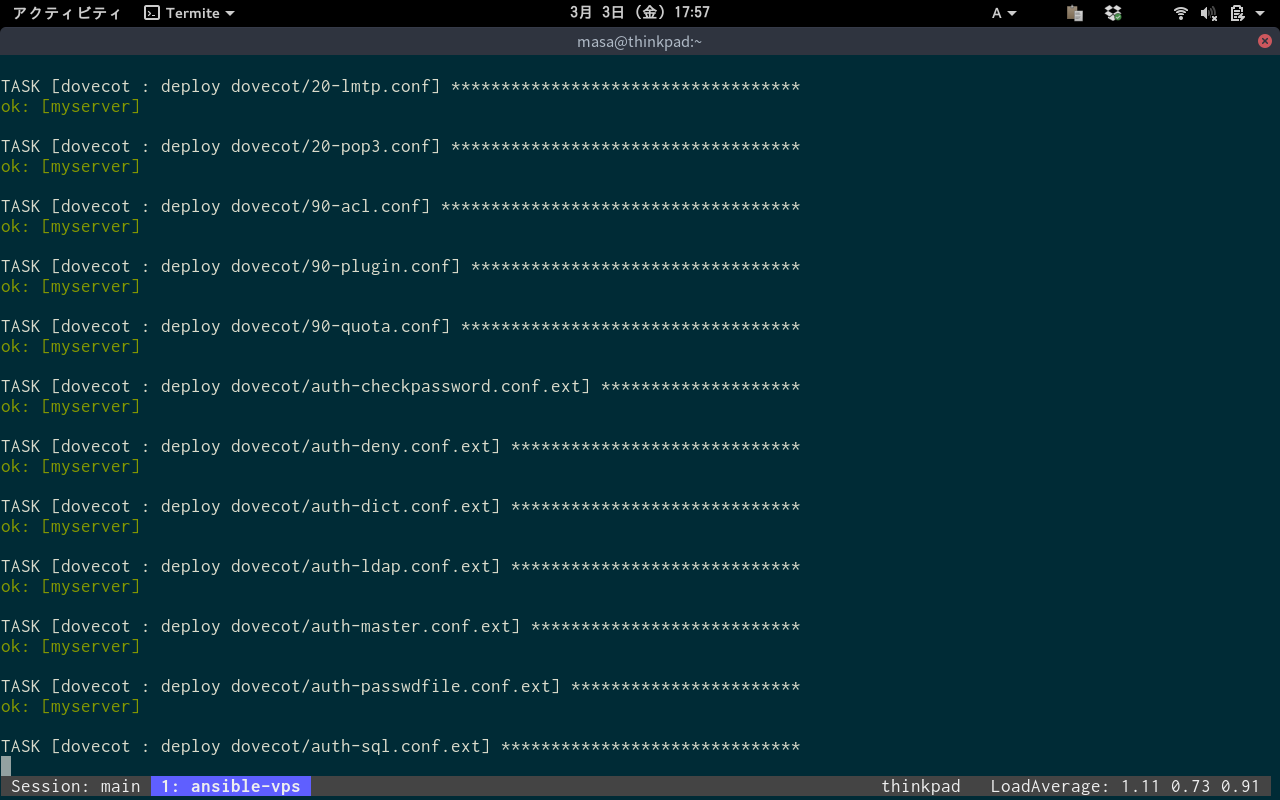 アクティビティ Termite 3月 3日 (金) 17:57 A
masa@thinkpad:~
TASK [dovecot : deploy dovecot/20-lmtp.conf] ***********************************
ok: [myserver]
TASK [dovecot : deploy dovecot/20-pop3.conf] ***********************************
ok: [myserver]
TASK [dovecot : deploy dovecot/90-acl.conf] ************************************
ok: [myserver]
TASK [dovecot : deploy dovecot/90-plugin.conf] *********************************
ok: [myserver]
TASK [dovecot : deploy dovecot/90-quota.conf] **********************************
ok: [myserver]
TASK [dovecot : deploy dovecot/auth-checkpassword.conf.ext] ********************
ok: [myserver]
TASK [dovecot : deploy dovecot/auth-deny.conf.ext] *****************************
ok: [myserver]
TASK [dovecot : deploy dovecot/auth-dict.conf.ext] *****************************
ok: [myserver]
TASK [dovecot : deploy dovecot/auth-ldap.conf.ext] *****************************
ok: [myserver]
TASK [dovecot : deploy dovecot/auth-master.conf.ext] ***************************
ok: [myserver]
TASK [dovecot : deploy dovecot/auth-passwdfile.conf.ext] ***********************
ok: [myserver]
TASK [dovecot : deploy dovecot/auth-sql.conf.ext] ******************************
Session: main 1: ansible-vps thinkpad LoadAverage: 1.11 0.73 0.91